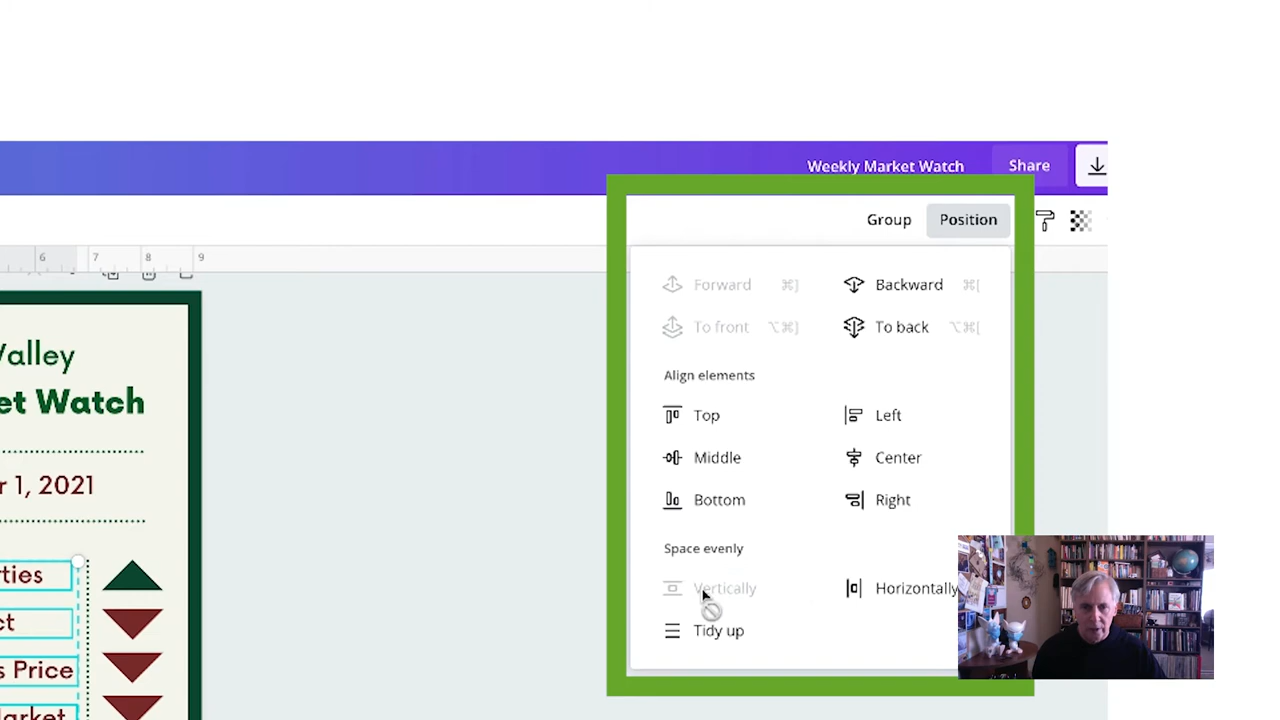 Weekly Market Watch Share
Group Position
6 7 8 9
Forward ⌘] Backward ⌘[
To front ⌥⌘] To back ⌥⌘[
Align elements
Top Left
Middle Center
Bottom Right
Space evenly
Vertically Horizontally
Tidy up
Valley
et Watch
r 1, 2021
ties
ct
s Price
Market